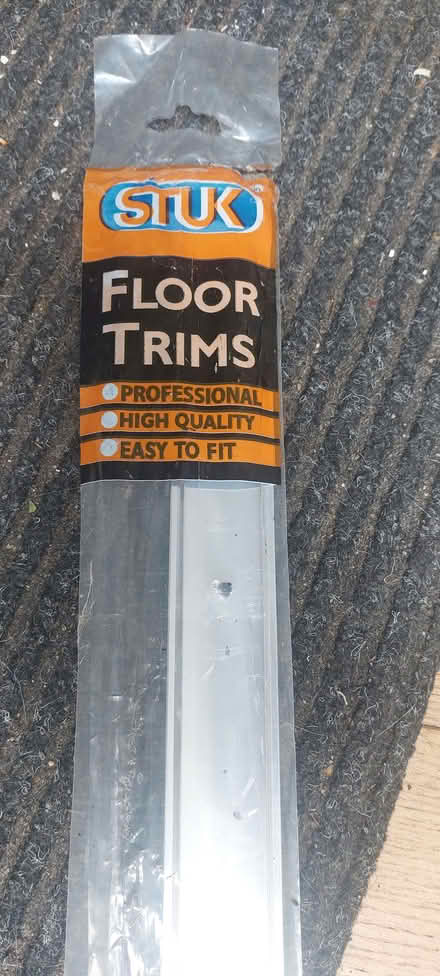 STUK
FLOOR
TRIMS
PROFESSIONAL
HIGH QUALITY
EASY TO FIT